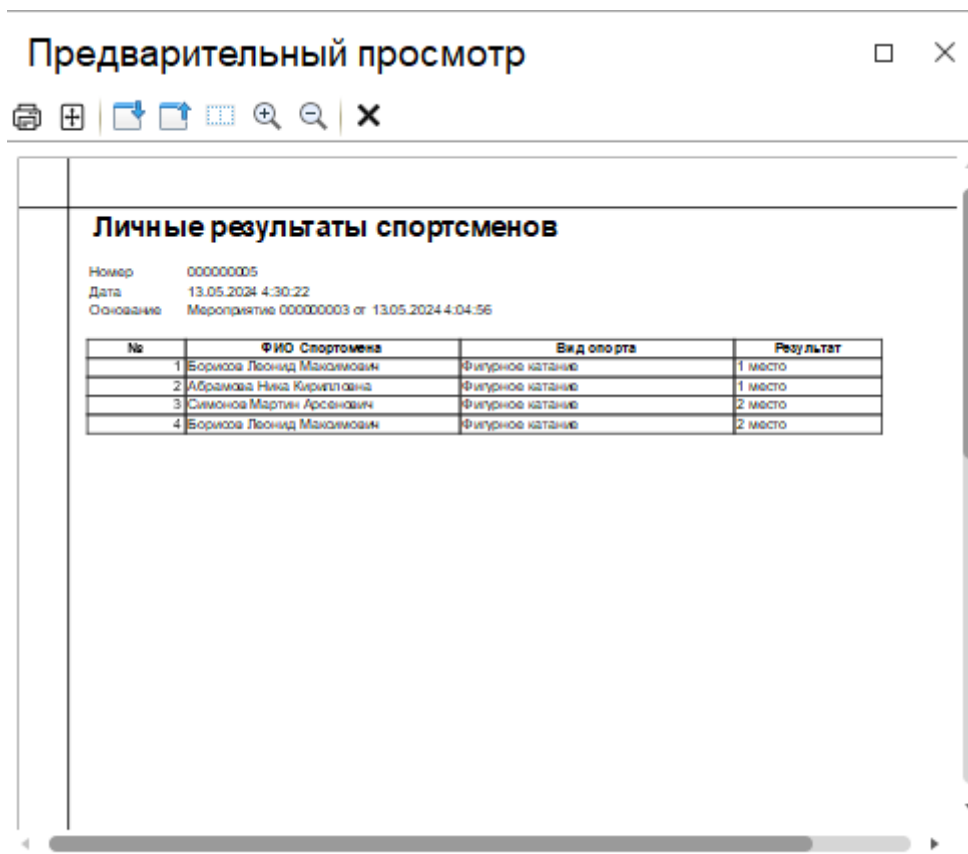 Предварительный просмотр
Личные результаты спортсменов
Номер 000000005
Дата 13.05.2024 4:30:22
Основание Мероприятие 000000003 от 13.05.2024 4:04:56
№ ФИО Спортсмена Вид спорта Результат
1 Борисов Леонид Максимович Фигурное катание 1 место
2 Абрамова Ника Кирилловна Фигурное катание 1 место
3 Симонов Мартин Арсенович Фигурное катание 2 место
4 Борисов Леонид Максимович Фигурное катание 2 место